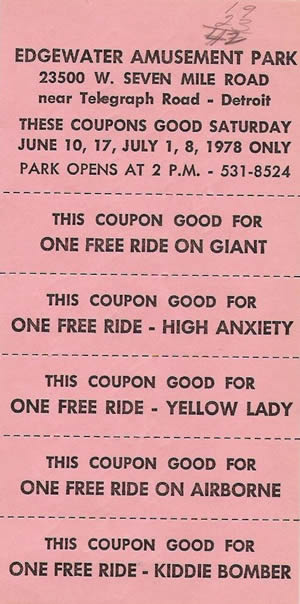 19
EDGEWATER AMUSEMENT PARK
23500 W. SEVEN MILE ROAD
near Telegraph Road - Detroit
THESE COUPONS GOOD SATURDAY
JUNE 10, 17, JULY 1, 8, 1978 ONLY
PARK OPENS AT 2 P.M. - 531-8524
THIS COUPON GOOD FOR
ONE FREE RIDE ON GIANT
THIS COUPON GOOD FOR
ONE FREE RIDE - HIGH ANXIETY
THIS COUPON GOOD FOR
ONE FREE RIDE - YELLOW LADY
THIS COUPON GOOD FOR
ONE FREE RIDE ON AIRBORNE
THIS COUPON GOOD FOR
ONE FREE RIDE - KIDDIE BOMBER